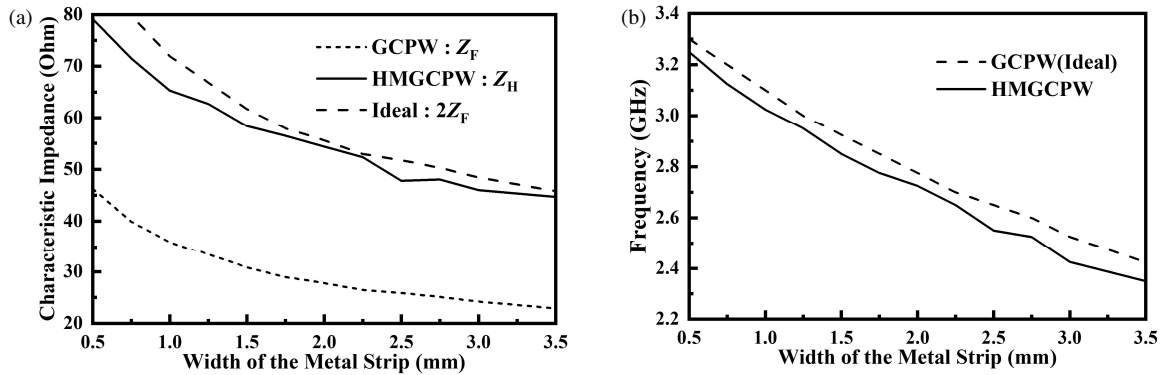 (a)
Characteristic Impedance (Ohm)
80
70
60
50
40
30
20
GCPW : Z_F
HMGCPW : Z_H
Ideal : 2Z_F
0.5 1.0 1.5 2.0 2.5 3.0 3.5
Width of the Metal Strip (mm)
(b)
Frequency (GHz)
3.4
3.2
3.0
2.8
2.6
2.4
2.2
GCPW(Ideal)
HMGCPW
0.5 1.0 1.5 2.0 2.5 3.0 3.5
Width of the Metal Strip (mm)